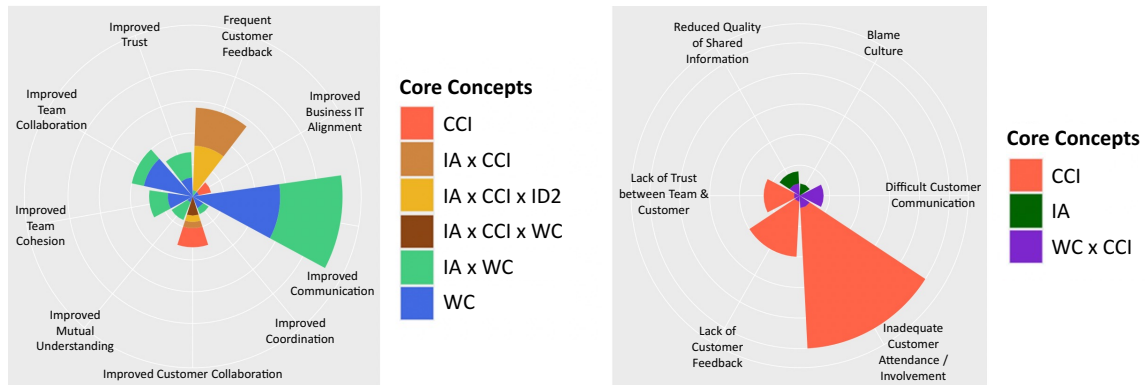 Improved
Trust
Frequent
Customer
Feedback
Improved
Team
Collaboration
Improved
Business IT
Alignment
Improved
Team
Cohesion
Improved
Communication
Improved
Mutual
Understanding
Improved
Coordination
Improved Customer Collaboration
Core Concepts
CCI
IA x CCI
IA x CCI x ID2
IA x CCI x WC
IA x WC
WC
Reduced Quality
of Shared
Information
Blame
Culture
Lack of Trust
between Team &
Customer
Difficult Customer
Communication
Lack of
Customer
Feedback
Inadequate
Customer
Attendance /
Involvement
Core Concepts
CCI
IA
WC x CCI